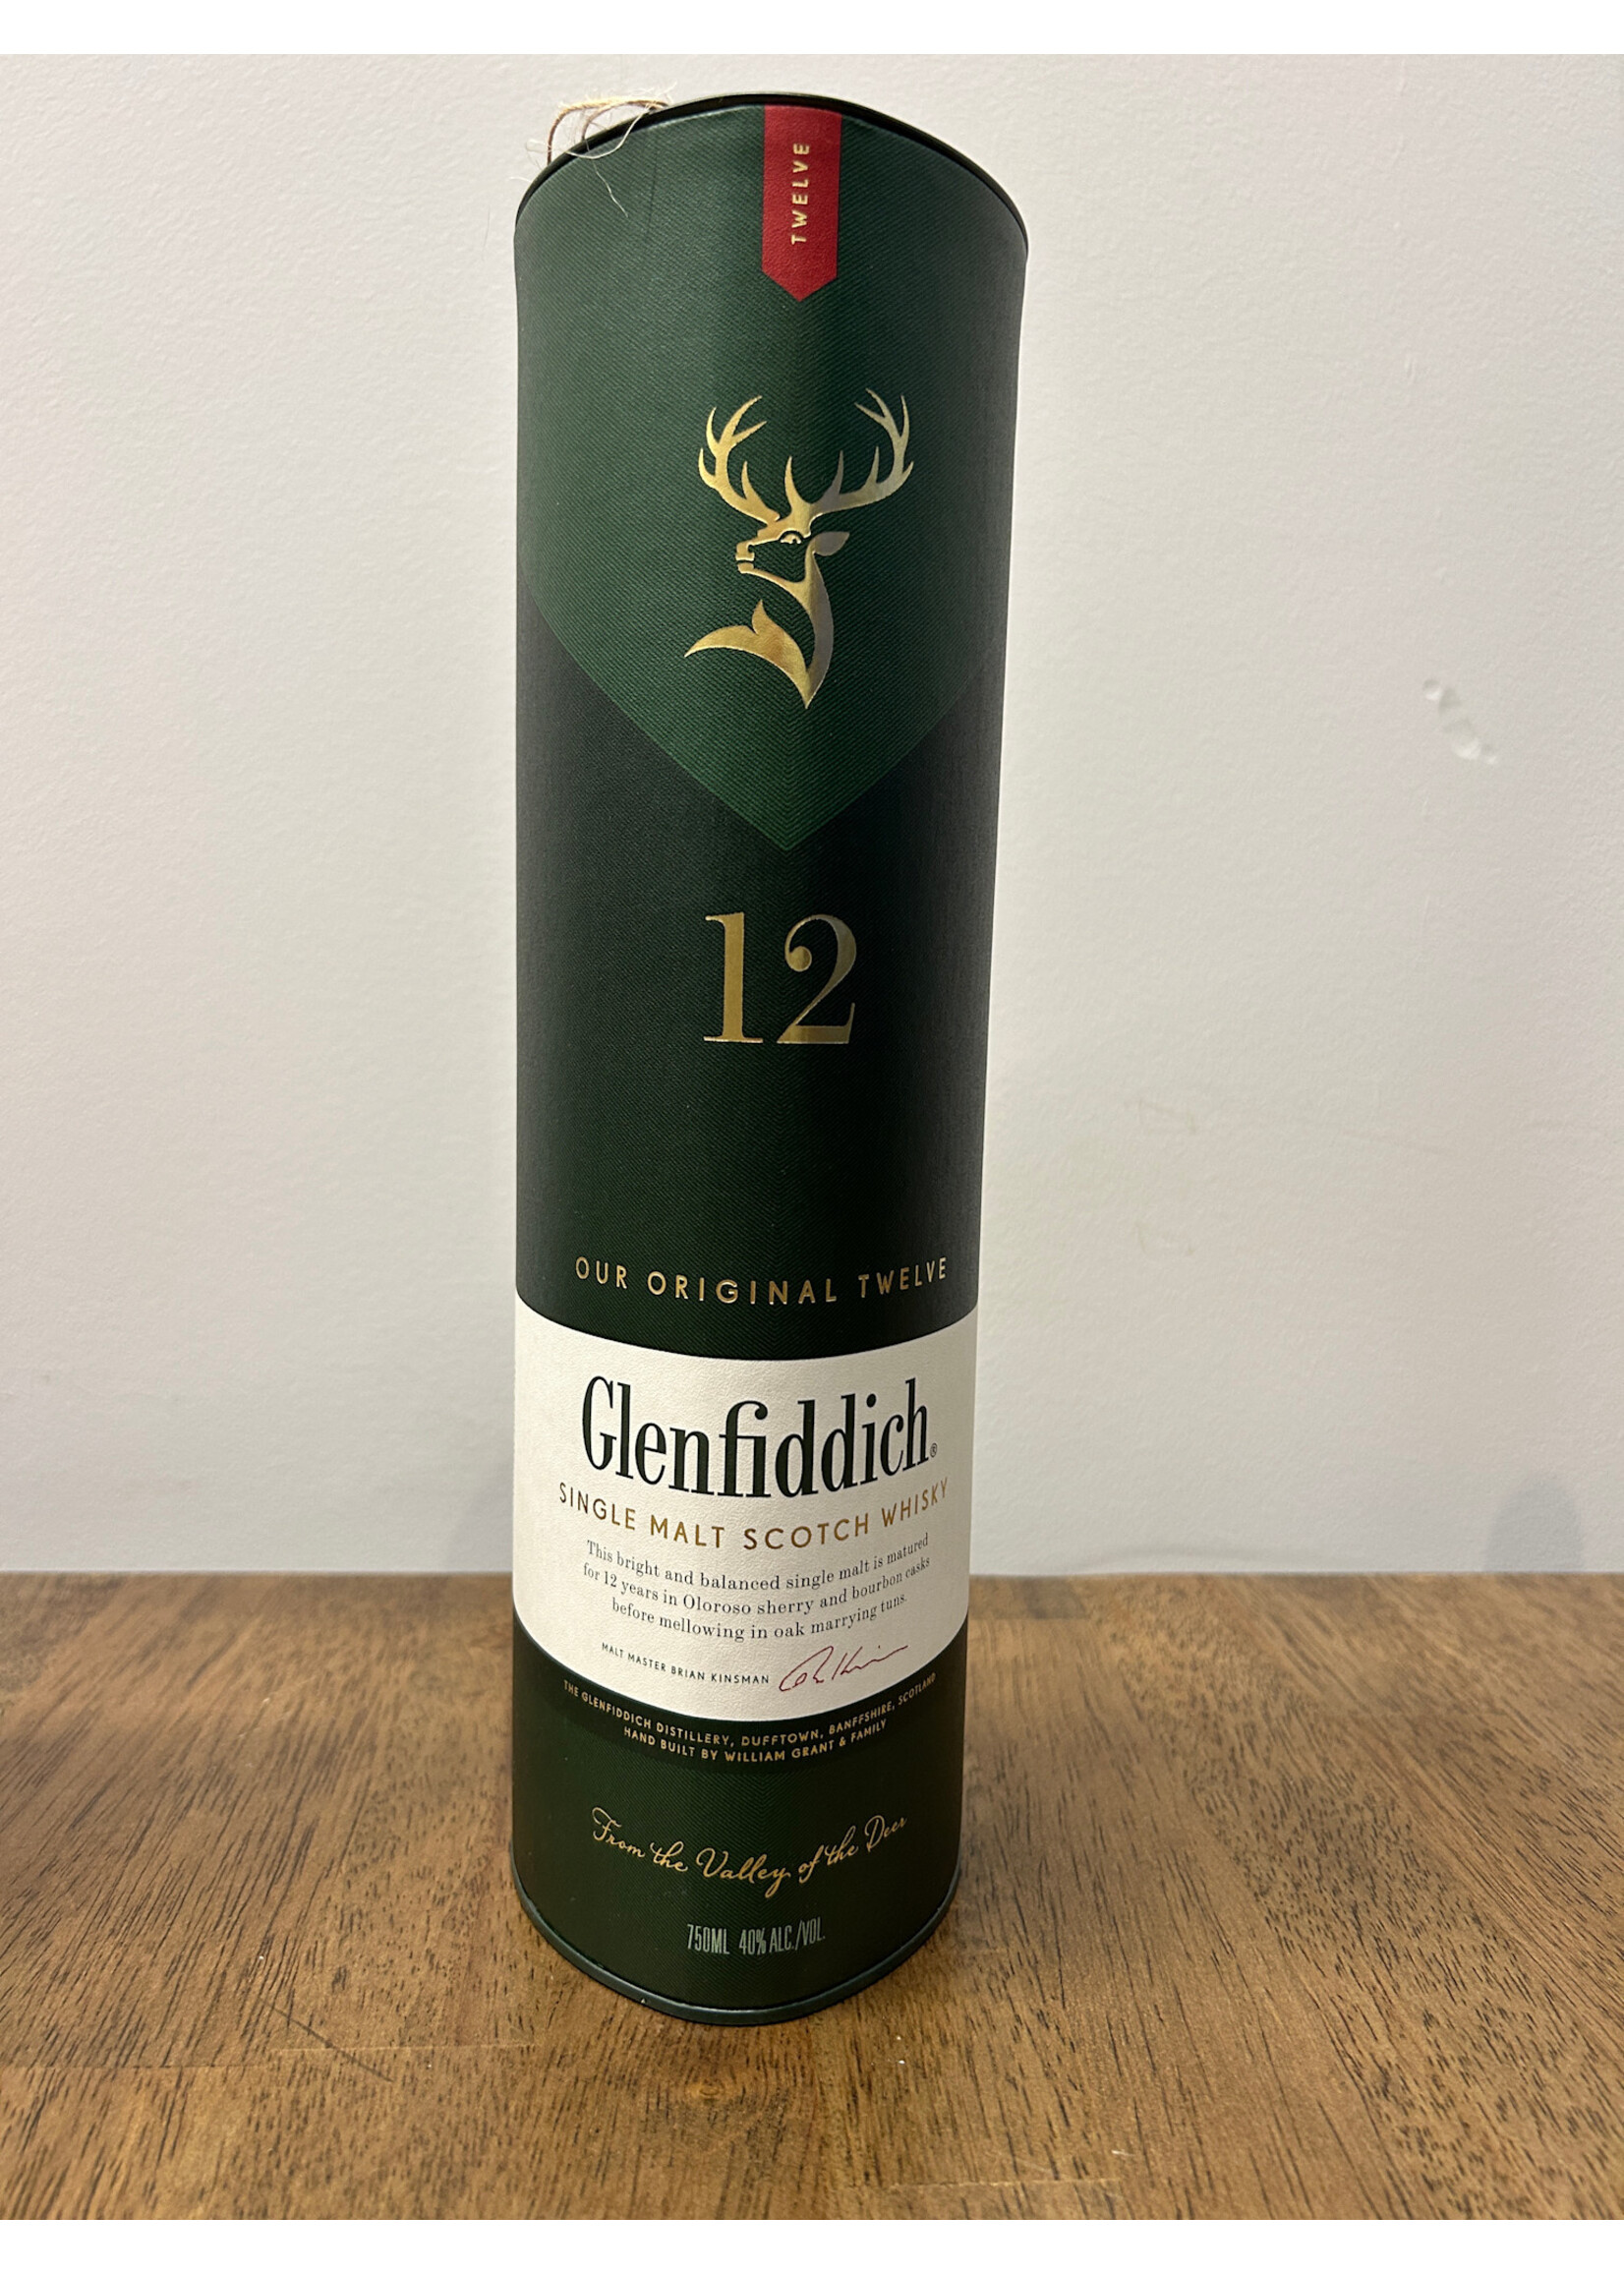 TWELVE
12
OUR ORIGINAL TWELVE
Glenfiddich®
SINGLE MALT SCOTCH WHISKY
This bright and balanced single malt is matured
for 12 years in Oloroso sherry and bourbon casks
before mellowing in oak marrying tuns.
MALT MASTER BRIAN KINSMAN
THE GLENFIDDICH DISTILLERY, DUFFTOWN, BANFFSHIRE, SCOTLAND
HAND BUILT BY WILLIAM GRANT & FAMILY
From the Valley of the Deer
750ML 40% ALC./VOL.